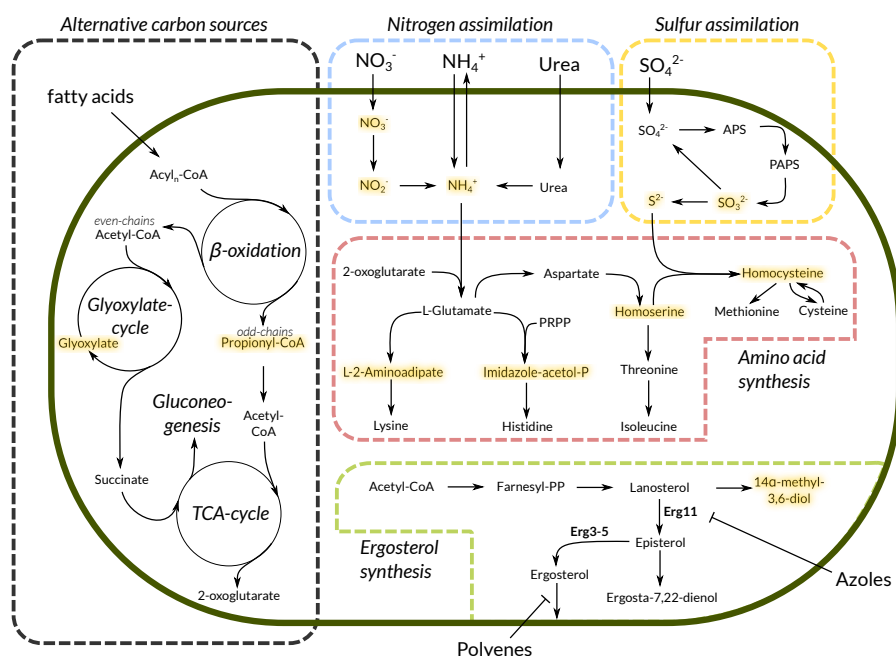 Alternative carbon sources
Nitrogen assimilation
Sulfur assimilation
fatty acids
Acylₙ-CoA
even-chains
Acetyl-CoA
β-oxidation
Glyoxylate-
cycle
Glyoxylate
odd-chains
Propionyl-CoA
Gluconeo-
genesis
Acetyl-
CoA
Succinate
TCA-cycle
2-oxoglutarate
NO₃⁻
NH₄⁺
Urea
NO₃⁻
NO₂⁻
NH₄⁺
Urea
SO₄²⁻
SO₄²⁻
APS
PAPS
S²⁻
SO₃²⁻
2-oxoglutarate
Aspartate
Homocysteine
L-Glutamate
PRPP
Homoserine
Methionine
Cysteine
L-2-Aminoadipate
Imidazole-acetol-P
Threonine
Amino acid
synthesis
Lysine
Histidine
Isoleucine
Acetyl-CoA
Farnesyl-PP
Lanosterol
14α-methyl-
3,6-diol
Erg11
Erg3-5
Episterol
Ergosterol
synthesis
Ergosterol
Ergosta-7,22-dienol
Azoles
Polvenes